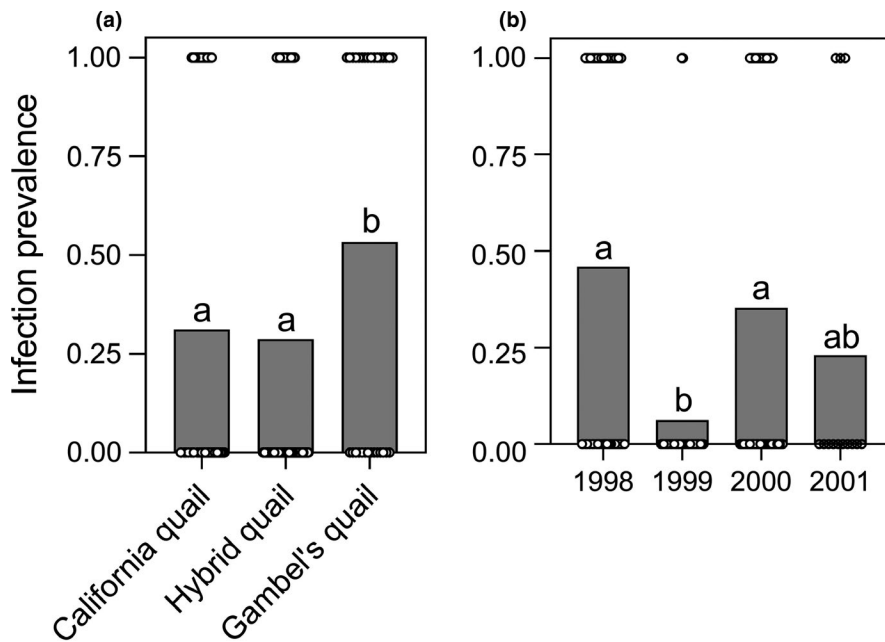 (a)
Infection prevalence
1.00
0.75
0.50
0.25
0.00
a
a
b
California quail
Hybrid quail
Gambel's quail
(b)
1.00
0.75
0.50
0.25
0.00
a
b
a
ab
1998
1999
2000
2001